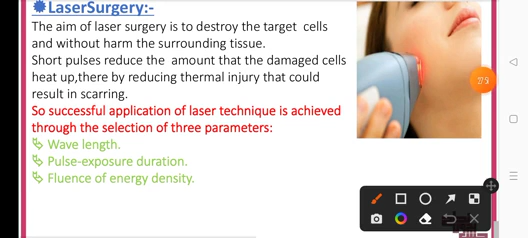 LaserSurgery:-
The aim of laser surgery is to destroy the target cells
and without harm the surrounding tissue.
Short pulses reduce the amount that the damaged cells
heat up,there by reducing thermal injury that could
result in scarring.
So successful application of laser technique is achieved
through the selection of three parameters:
Wave length.
Pulse-exposure duration.
Fluence of energy density.